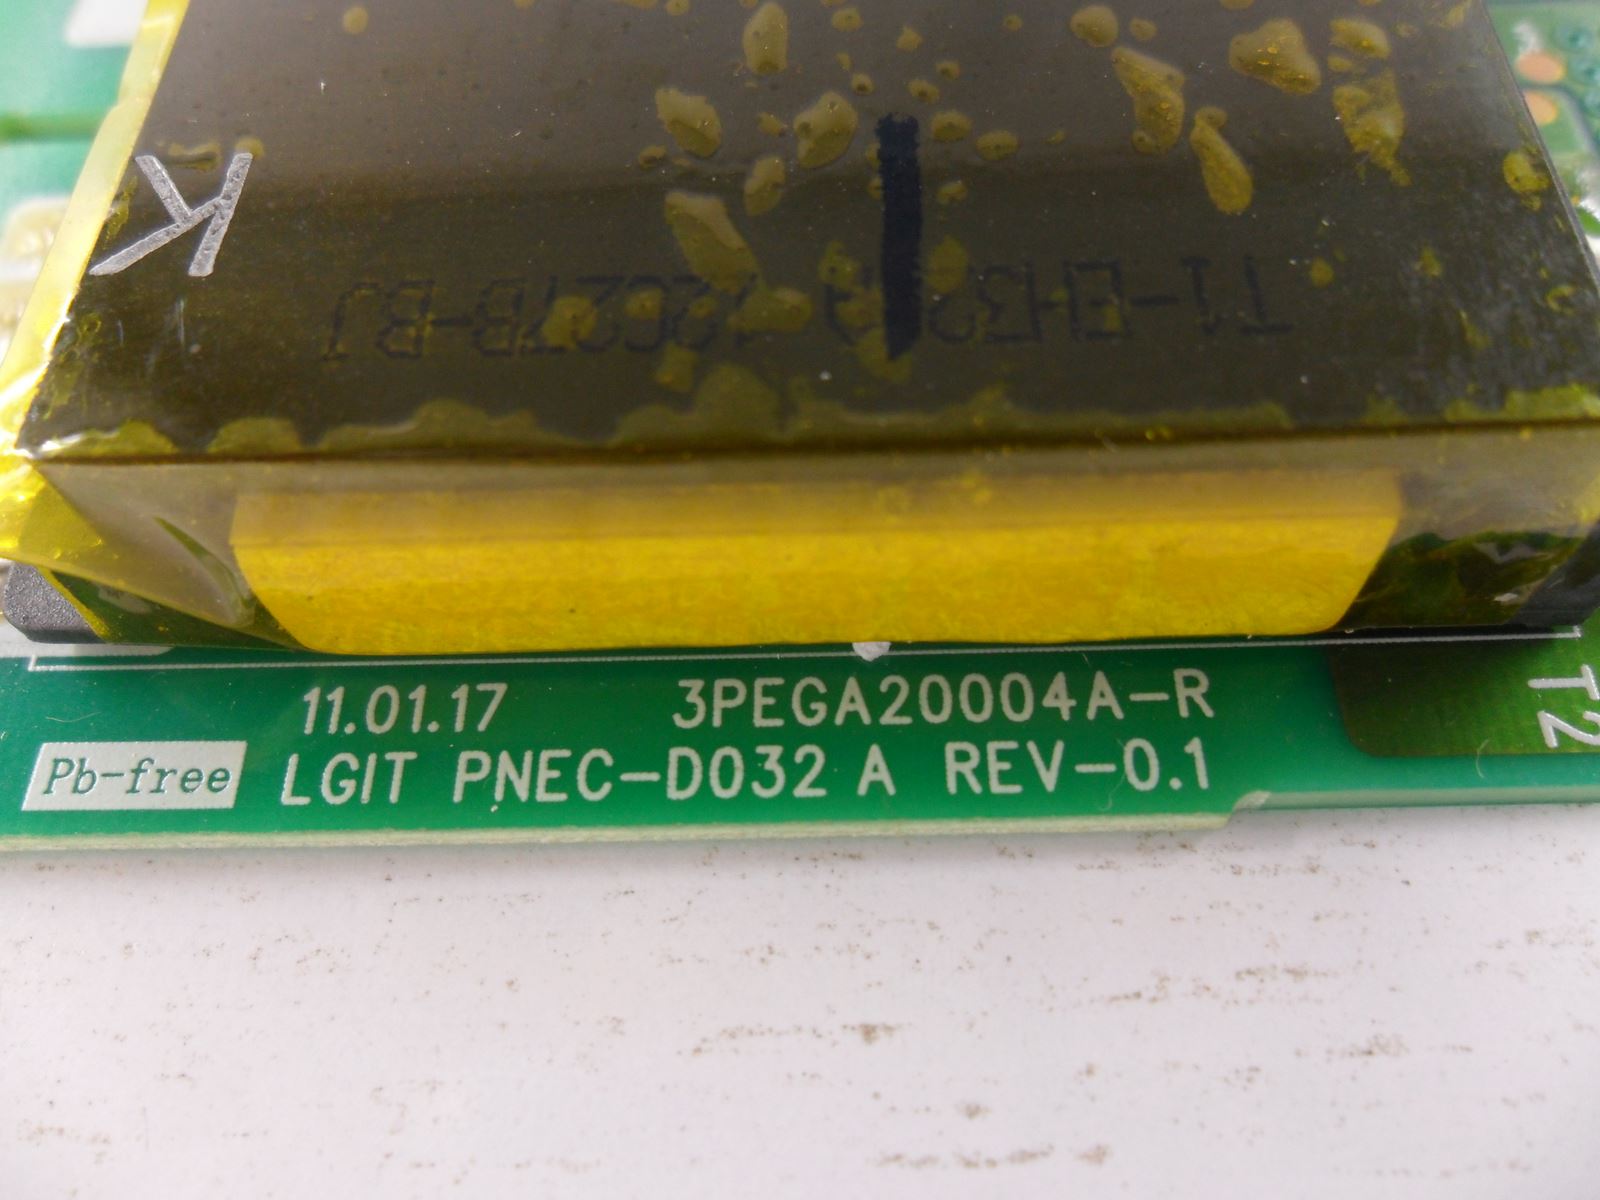 K
11.01.17 3PEGA20004A-R
Pb-free LGIT PNEC-D032 A REV-0.1
T2